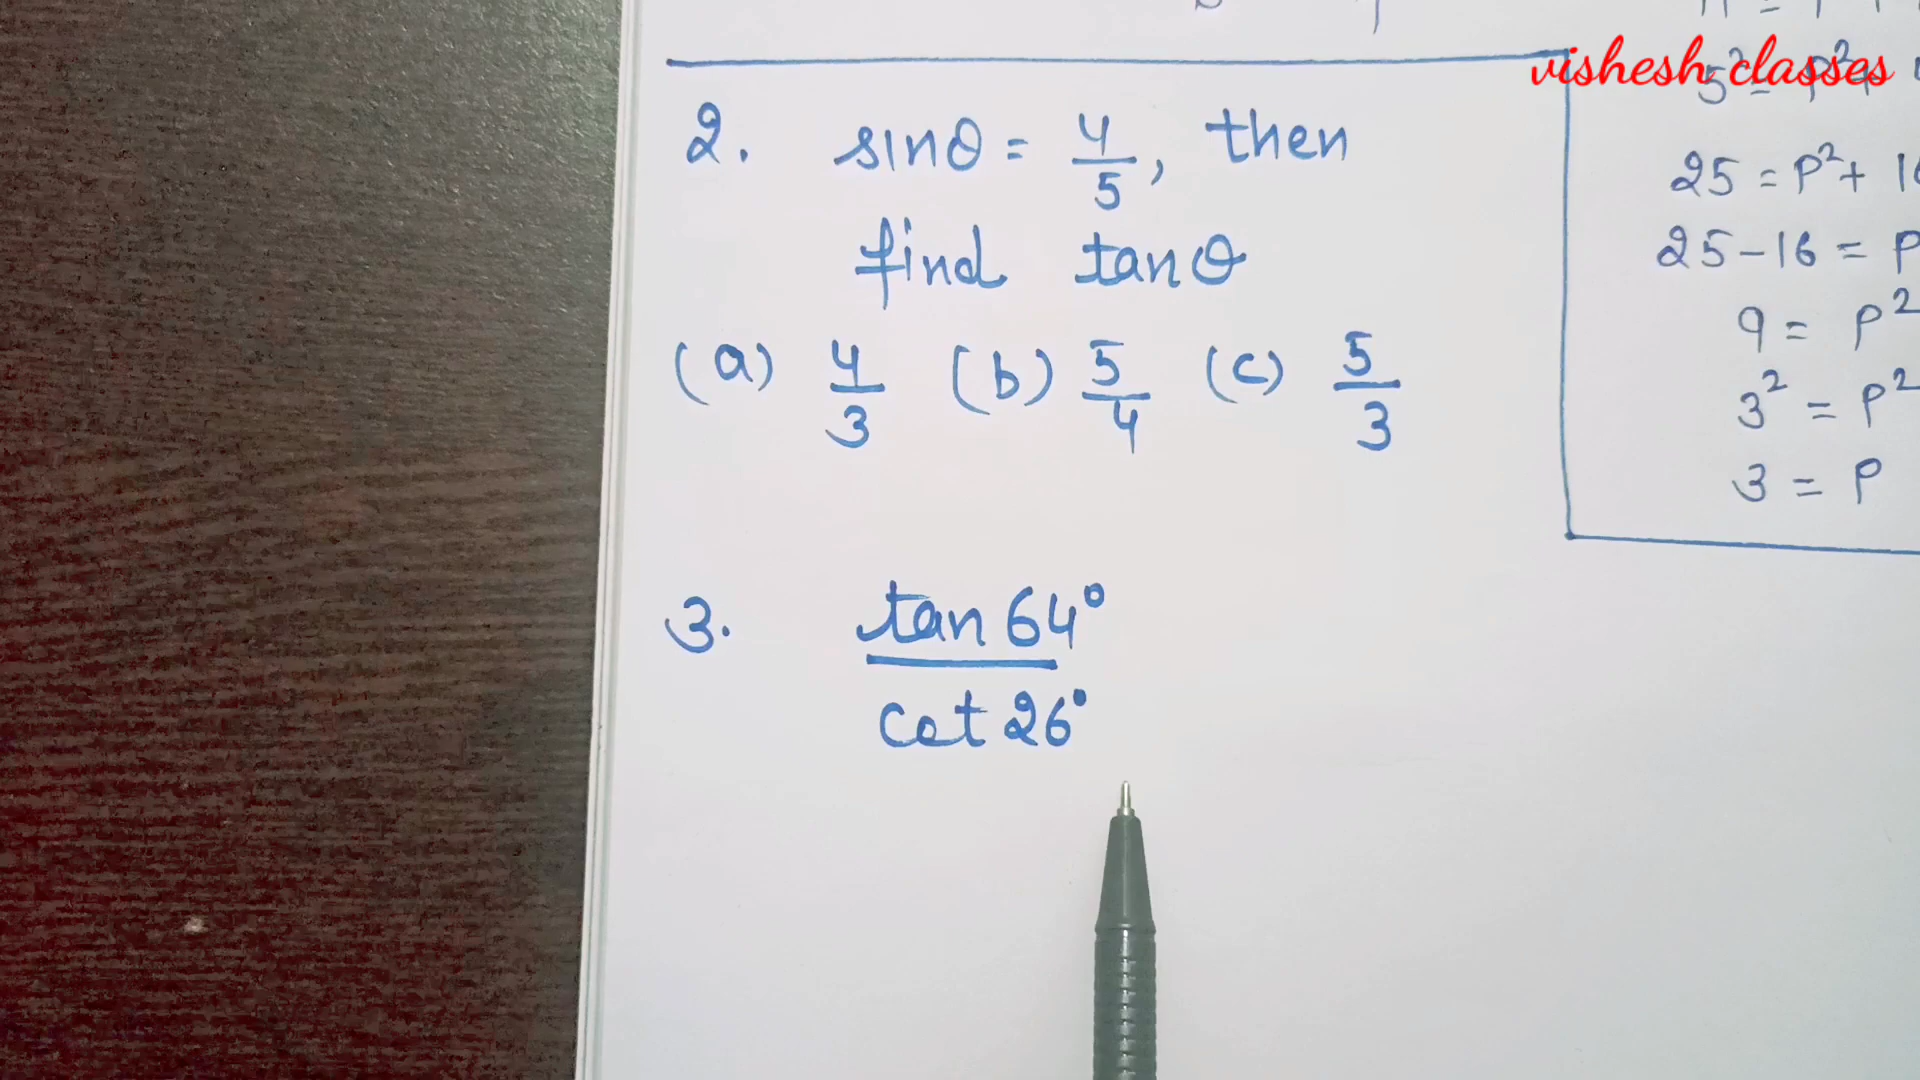 vishesh classes
2. sinθ = 4/5, then
find tanθ
(a) 4/3 (b) 5/4 (c) 5/3
3. tan 64°
cot 26°
25 = P² + 16
25 - 16 = P
9 = P²
3² = P²
3 = P